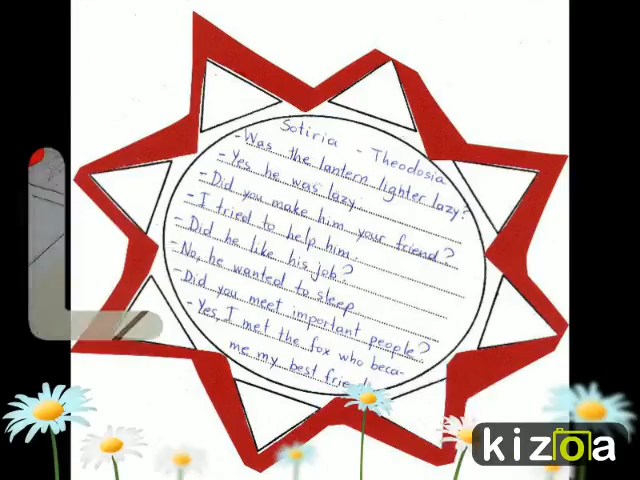 Sotiria - Theodosia
- Was the lantern lighter lazy?
- Yes he was lazy.
- Did you make him your friend?
- I tried to help him.
- Did he like his job?
- No, he wanted to sleep
- Did you meet important people?
- Yes, I met the fox who beca-
me my best friend
kizoa